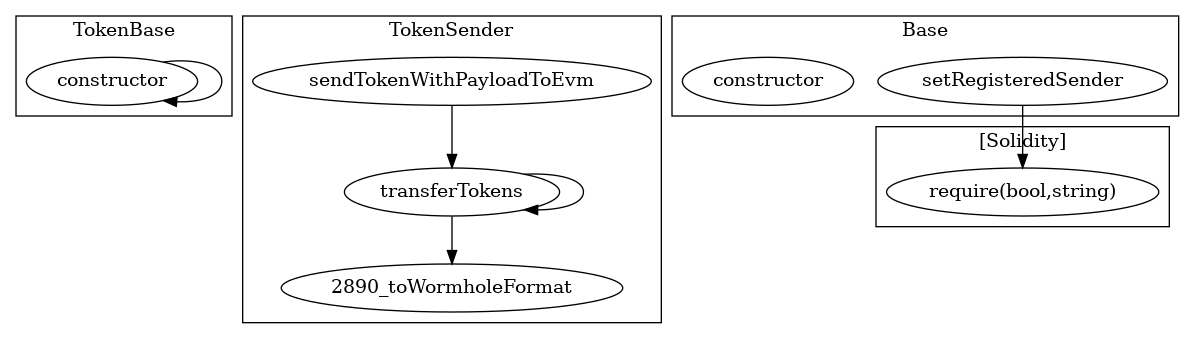 TokenBase
constructor
TokenSender
sendTokenWithPayloadToEvm
transferTokens
2890_toWormholeFormat
Base
constructor
setRegisteredSender
[Solidity]
require(bool,string)